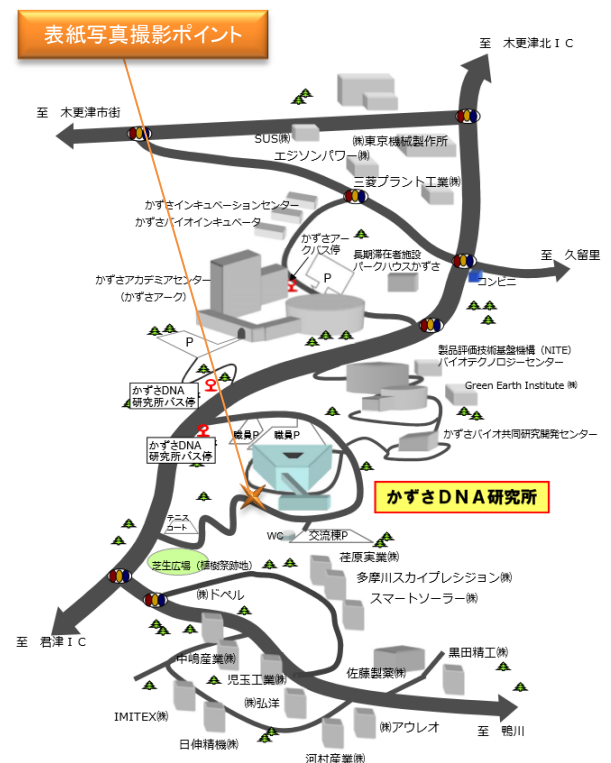 表紙写真撮影ポイント
至 木更津北ＩＣ
至 木更津市街
SUS㈱
㈱東京機械製作所
エジソンパワー㈱
三菱プラント工業㈱
かずさインキュベーションセンター
かずさバイオインキュベータ
かずさアー
クバス停
長期滞在者施設
パークハウスかずさ
至 久留里
コンビニ
P
かずさアカデミアセンター
（かずさアーク）
P
製品評価技術基盤機構（NITE）
バイオテクノロジーセンター
Green Earth Institute ㈱
かずさDNA
研究所バス停
かずさバイオ共同研究開発センター
職員P
職員P
かずさDNA
研究所バス停
かずさＤＮＡ研究所
テニス
コート
WC
交流棟P
芝生広場（植樹祭跡地）
荏原実業㈱
多摩川スカイプレシジョン㈱
スマートソーラー㈱
㈱ドペル
至 君津ＩＣ
中嶋産業㈱
児玉工業㈱
佐藤製薬㈱
黒田精工㈱
IMITEX㈱
㈱弘洋
日伸精機㈱
㈱アウレオ
至 鴨川
河村産業㈱